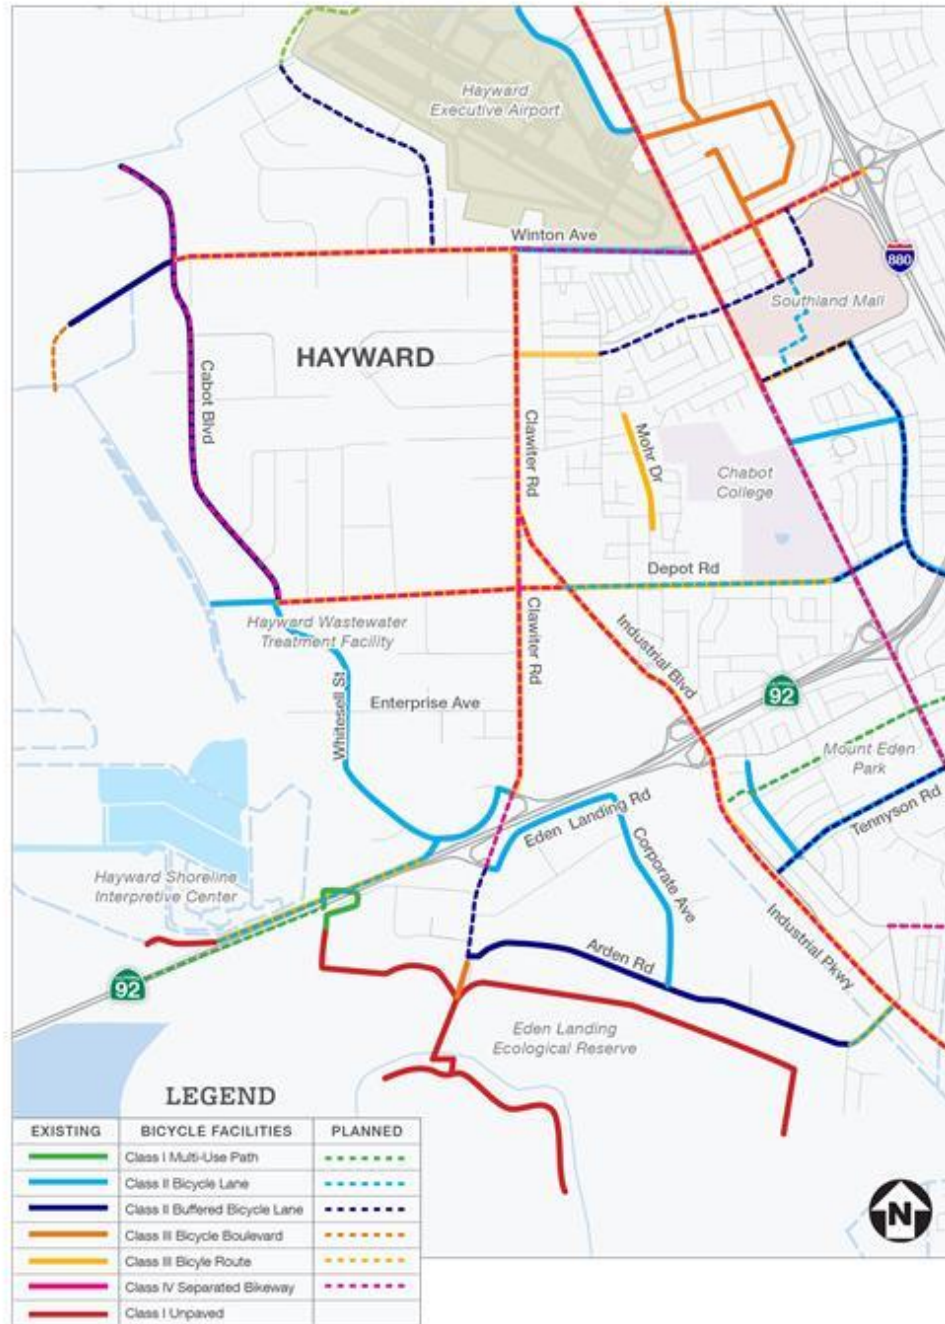 Hayward
Executive Airport
Winton Ave
880
Southland Mall
HAYWARD
Cabot Blvd
Clawiter Rd
Mohr Dr
Chabot
College
Depot Rd
Hayward Wastewater
Treatment Facility
Clawiter Rd
Industrial Blvd
Whitesell St
Enterprise Ave
92
Mount Eden
Park
Eden Landing Rd
Tennyson Rd
Corporate Ave
Hayward Shoreline
Interpretive Center
Industrial Pkwy
Arden Rd
92
Eden Landing
Ecological Reserve
LEGEND
EXISTING BICYCLE FACILITIES PLANNED
Class I Multi-Use Path
Class II Bicycle Lane
Class II Buffered Bicycle Lane
Class III Bicycle Boulevard
Class III Bicyle Route
Class IV Separated Bikeway
Class I Unpaved
N